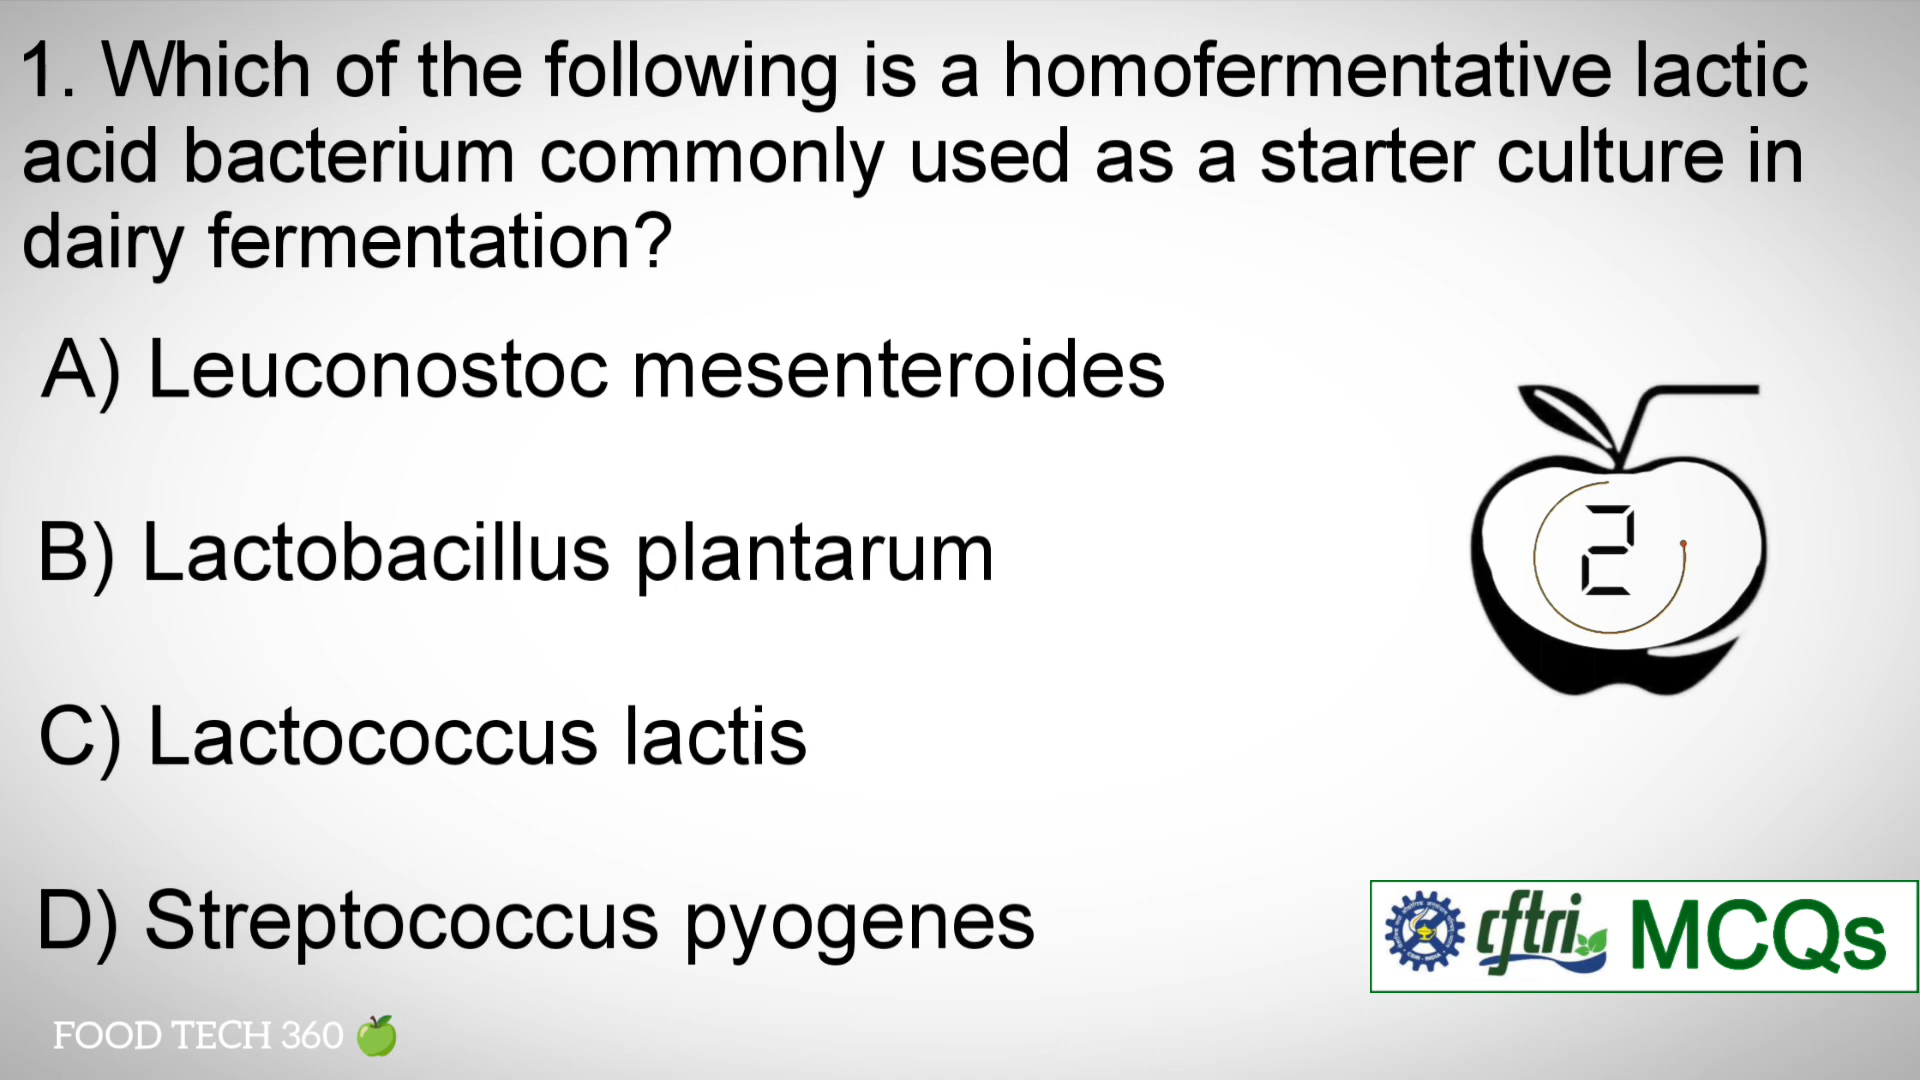 1. Which of the following is a homofermentative lactic
acid bacterium commonly used as a starter culture in
dairy fermentation?
A) Leuconostoc mesenteroides
B) Lactobacillus plantarum
C) Lactococcus lactis
D) Streptococcus pyogenes
2
cftri MCQs
FOOD TECH 360